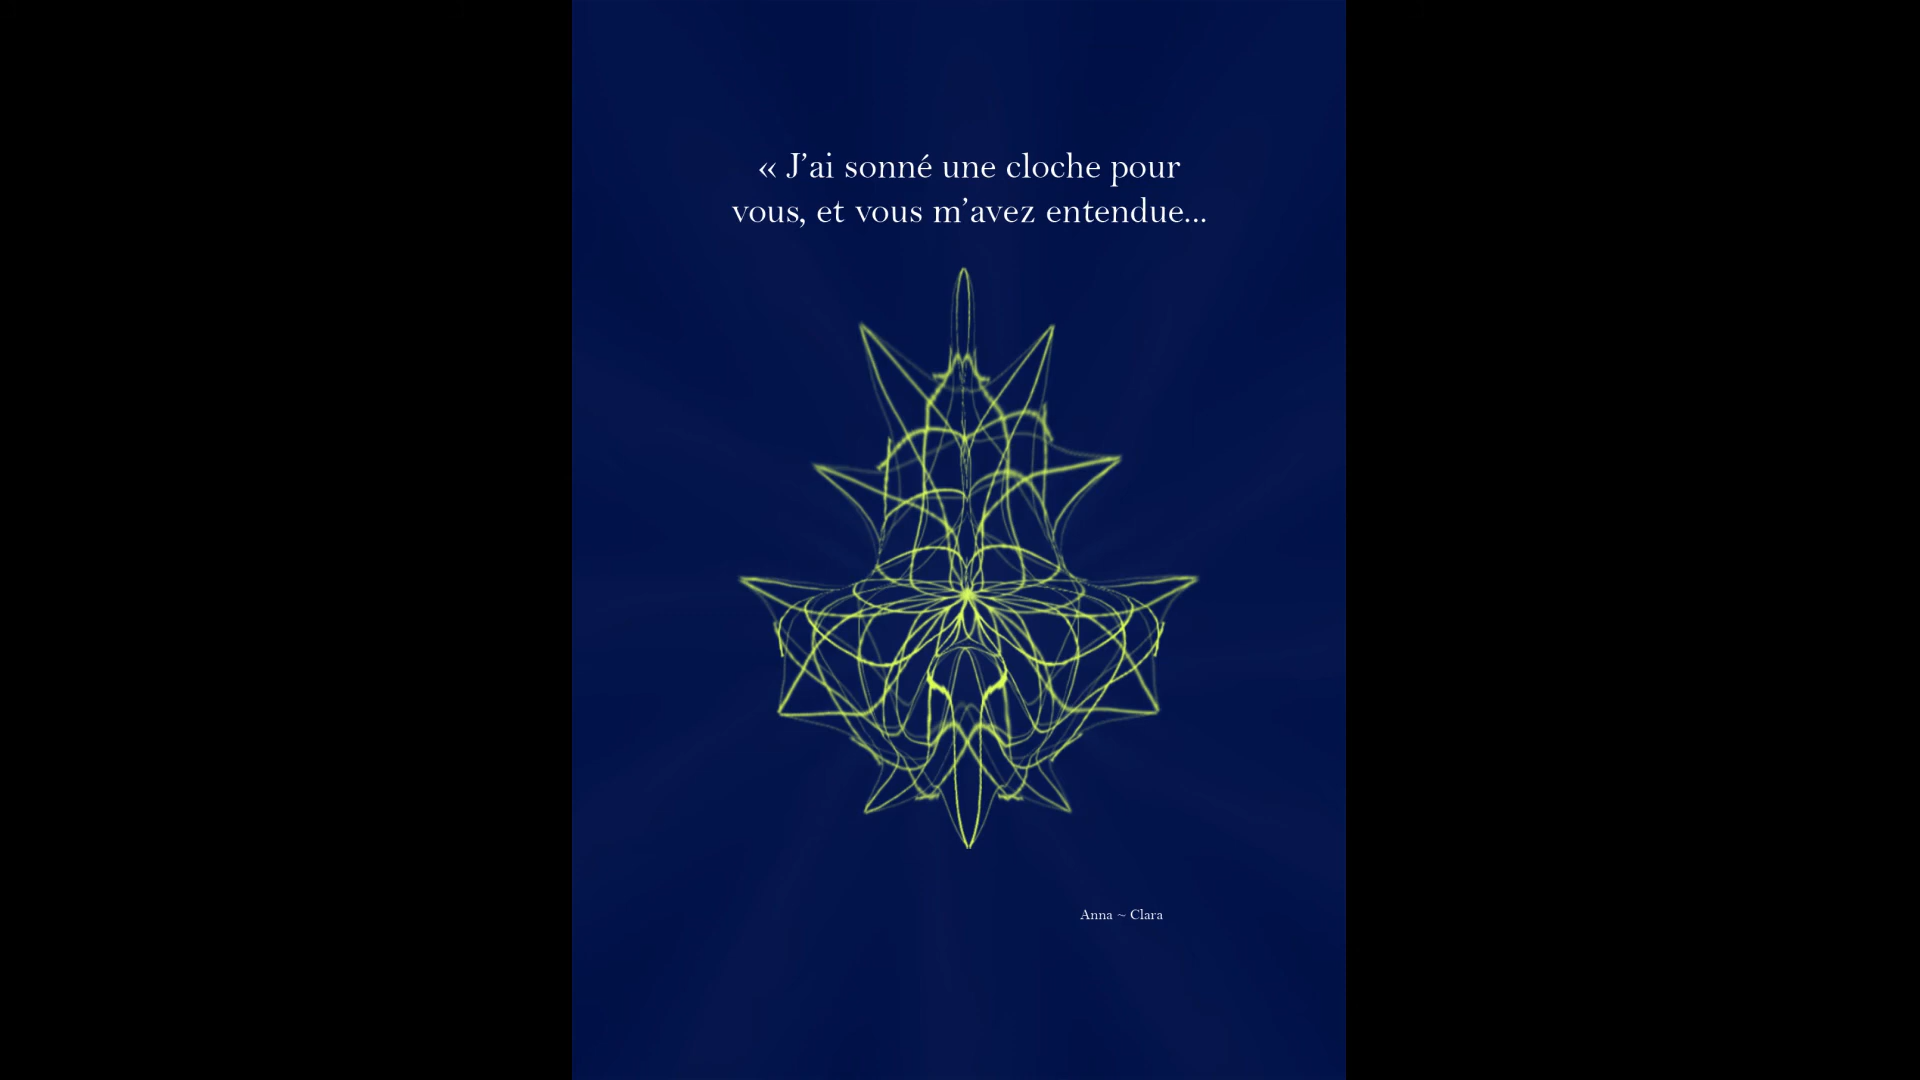 « J’ai sonné une cloche pour
vous, et vous m’avez entendue...
Anna ~ Clara